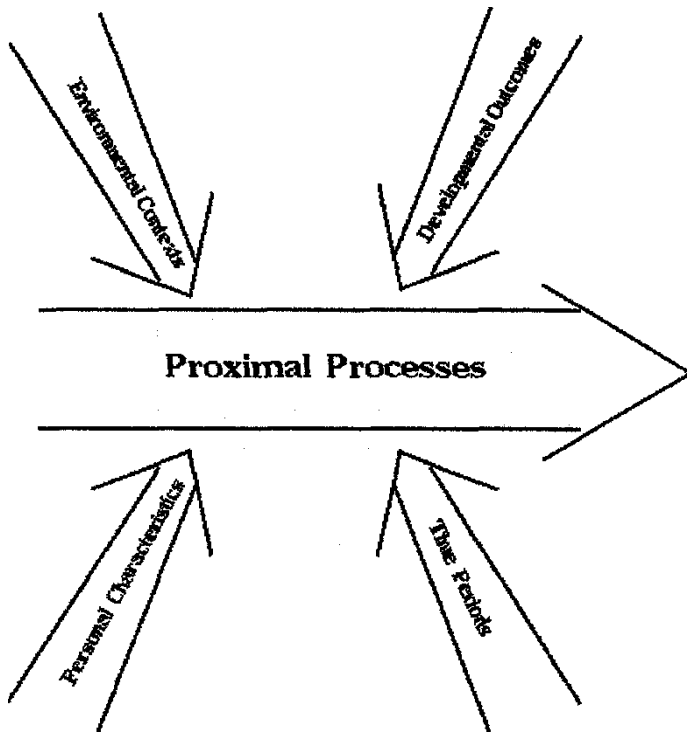 Environmental Contexts
Developmental Outcomes
Proximal Processes
Personal Characteristics
Time Periods